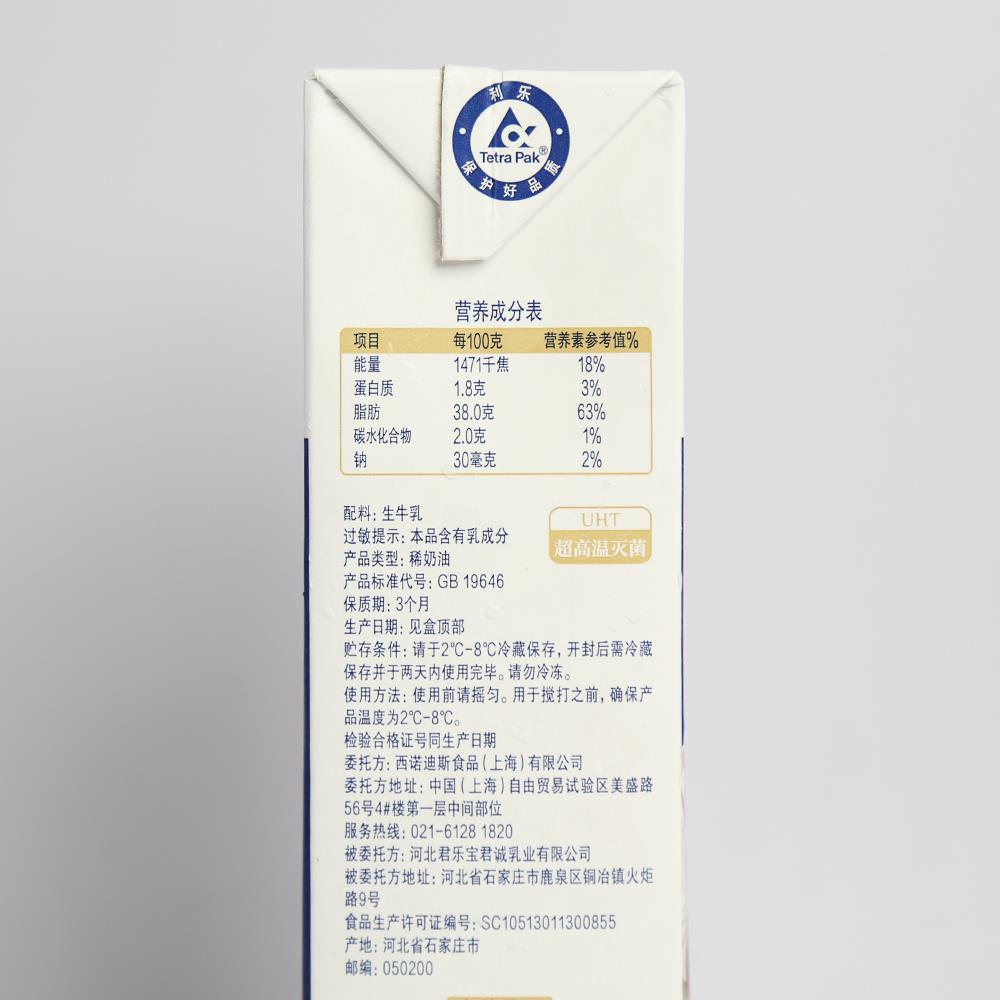 利乐
Tetra Pak®
保护好品质
营养成分表
项目 每100克 营养素参考值%
能量 1471千焦 18%
蛋白质 1.8克 3%
脂肪 38.0克 63%
碳水化合物 2.0克 1%
钠 30毫克 2%
配料: 生牛乳
UHT
超高温灭菌
过敏提示: 本品含有乳成分
产品类型: 稀奶油
产品标准代号: GB 19646
保质期: 3个月
生产日期: 见盒顶部
贮存条件: 请于2℃-8℃冷藏保存, 开封后需冷藏
保存并于两天内使用完毕。请勿冷冻。
使用方法: 使用前请摇匀。用于搅打之前, 确保产
品温度为2℃-8℃。
检验合格证号同生产日期
委托方: 西诺迪斯食品(上海)有限公司
委托方地址: 中国(上海)自由贸易试验区美盛路
56号4#楼第一层中间部位
服务热线: 021-6128 1820
被委托方: 河北君乐宝君诚乳业有限公司
被委托方地址: 河北省石家庄市鹿泉区铜冶镇火炬
路9号
食品生产许可证编号: SC10513011300855
产地: 河北省石家庄市
邮编: 050200